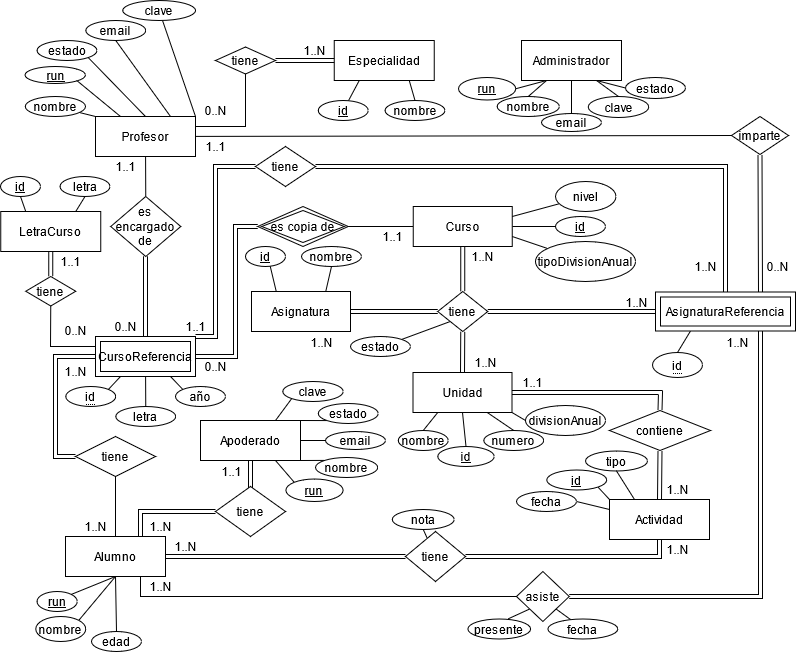 clave
email
estado
run
nombre
Profesor
0..N
1..1
1..1
tiene
1..N
Especialidad
id
nombre
Administrador
run
nombre
email
clave
estado
imparte
id
letra
LetraCurso
1..1
tiene
0..N
es
encargado
de
0..N
tiene
es copia de
1..1
Curso
nivel
id
tipoDivisionAnual
1..N
id
nombre
Asignatura
1..N
tiene
estado
1..N
1..N
0..N
AsignaturaReferencia
1..N
id
1..1
CursoReferencia
0..N
1..N
id
letra
año
1..N
Unidad
1..1
nombre
id
numero
divisionAnual
contiene
clave
estado
email
nombre
run
Apoderado
1..1
tiene
tiene
1..N
1..N
Alumno
1..N
1..N
run
nombre
edad
nota
tiene
tipo
id
fecha
1..N
Actividad
1..N
asiste
presente
fecha